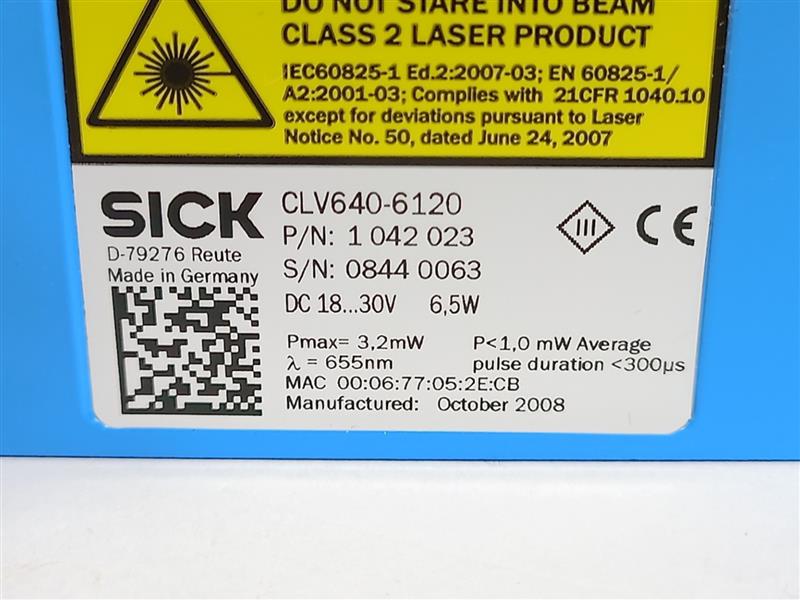 DO NOT STARE INTO BEAM
CLASS 2 LASER PRODUCT
IEC60825-1 Ed.2:2007-03; EN 60825-1/
A2:2001-03; Complies with 21CFR 1040.10
except for deviations pursuant to Laser
Notice No. 50, dated June 24, 2007
SICK
D-79276 Reute
Made in Germany
CLV640-6120
P/N: 1 042 023
S/N: 0844 0063
DC 18...30V 6,5W
III CE
Pmax= 3,2mW P<1,0 mW Average
λ = 655nm pulse duration <300µs
MAC 00:06:77:05:2E:CB
Manufactured: October 2008